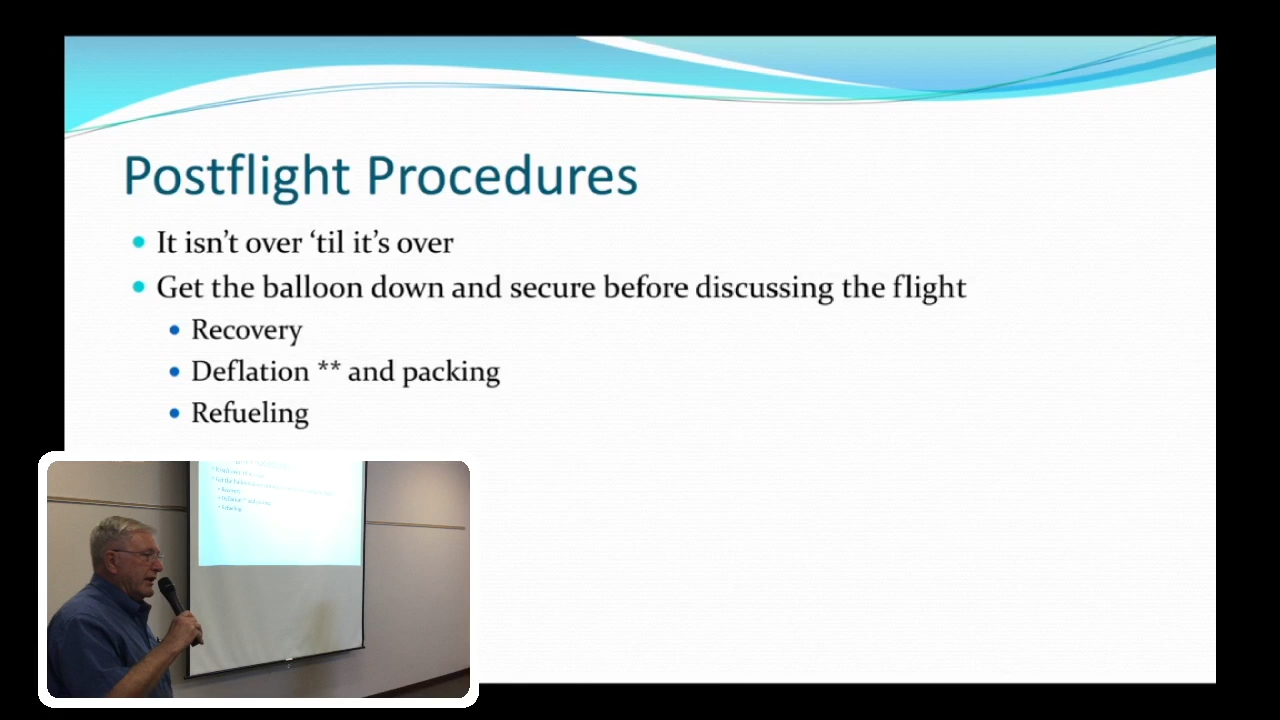 Postflight Procedures
It isn't over ‘til it's over
Get the balloon down and secure before discussing the flight
Recovery
Deflation ** and packing
Refueling